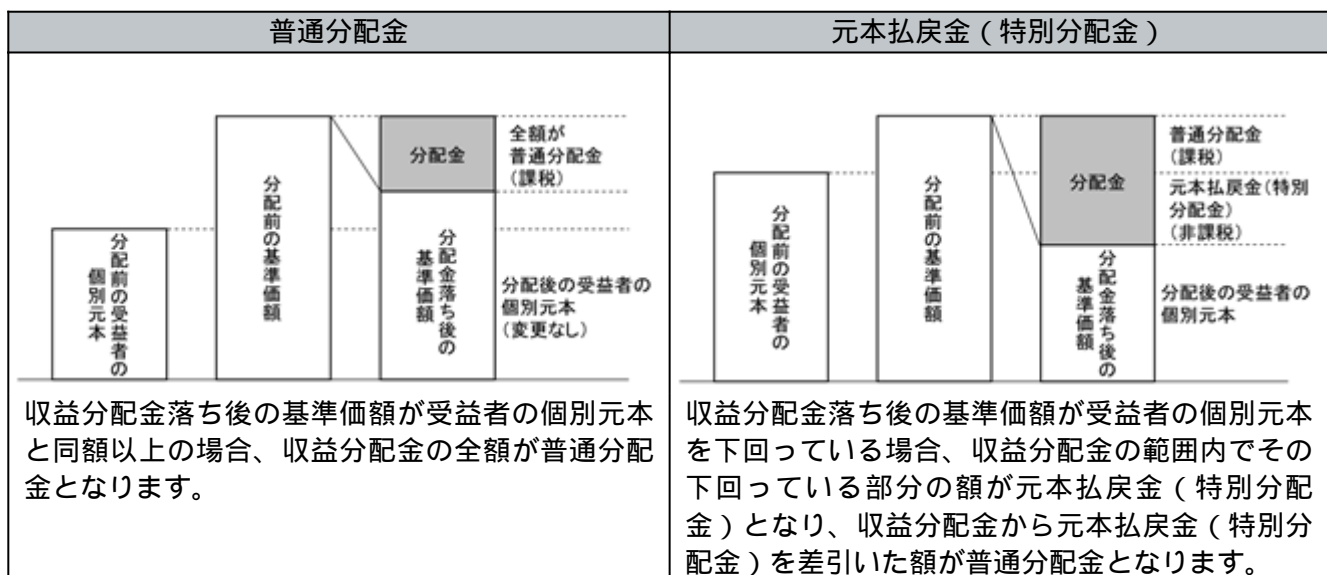 普通分配金
分配前の受益者の
個別元本
分配前の基準価額
分配金
分配金落ち後の
基準価額
全額が
普通分配金
(課税)
分配後の受益者の
個別元本
(変更なし)
収益分配金落ち後の基準価額が受益者の個別元本
と同額以上の場合、収益分配金の全額が普通分配
金となります。
元本払戻金(特別分配金)
分配前の受益者の
個別元本
分配前の基準価額
分配金
分配金落ち後の
基準価額
普通分配金
(課税)
元本払戻金(特別
分配金)
(非課税)
分配後の受益者の
個別元本
収益分配金落ち後の基準価額が受益者の個別元本
を下回っている場合、収益分配金の範囲内でその
下回っている部分の額が元本払戻金(特別分配
金)となり、収益分配金から元本払戻金(特別分
配金)を差引いた額が普通分配金となります。